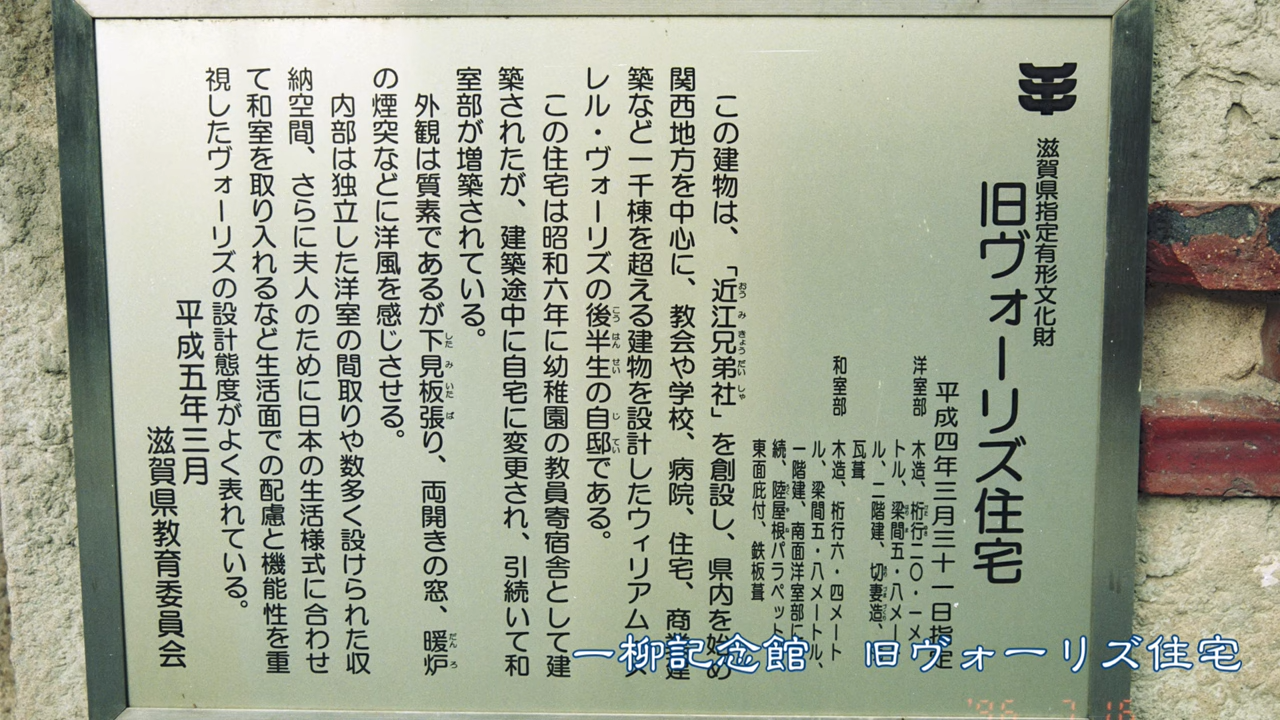 滋賀県指定有形文化財
旧ヴォーリズ住宅
平成四年三月三十一日指定
洋室部 木造、桁行二〇・一メー
トル、梁間五・八メート
ル、二階建、切妻造、
瓦葺
和室部 木造、桁行六・四メート
ル、梁間五・八メートル、
一階建、南面洋室部に
続、陸屋根パラペット
東面庇付、鉄板葺
この建物は、「近江兄弟社」を創設し、県内を始め
関西地方を中心に、教会や学校、病院、住宅、商業建
築など一千棟を超える建物を設計したウィリアム・メ
レル・ヴォーリズの後半生の自邸である。
この住宅は昭和六年に幼稚園の教員寄宿舎として建
築されたが、建築途中に自宅に変更され、引続いて和
室部が増築されている。
外観は質素であるが下見板張り、両開きの窓、暖炉
の煙突などに洋風を感じさせる。
内部は独立した洋室の間取りや数多く設けられた収
納空間、さらに夫人のために日本の生活様式に合わせ
て和室を取り入れるなど生活面での配慮と機能性を重
視したヴォーリズの設計態度がよく表れている。
平成五年三月
滋賀県教育委員会
一柳記念館 旧ヴォーリズ住宅